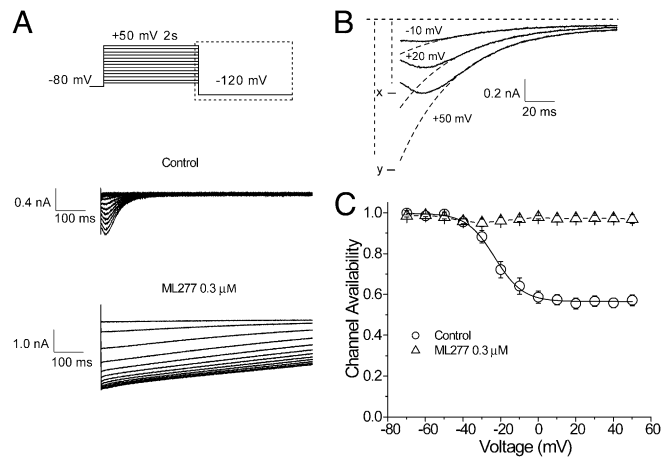 A
+50 mV 2s
-80 mV
-120 mV
Control
0.4 nA
100 ms
ML277 0.3 µM
1.0 nA
100 ms
B
-10 mV
+20 mV
x
+50 mV
y
0.2 nA
20 ms
C
Channel Availability
1.0
0.8
0.6
0.4
0.2
0.0
Control
ML277 0.3 µM
-80 -60 -40 -20 0 20 40 60
Voltage (mV)